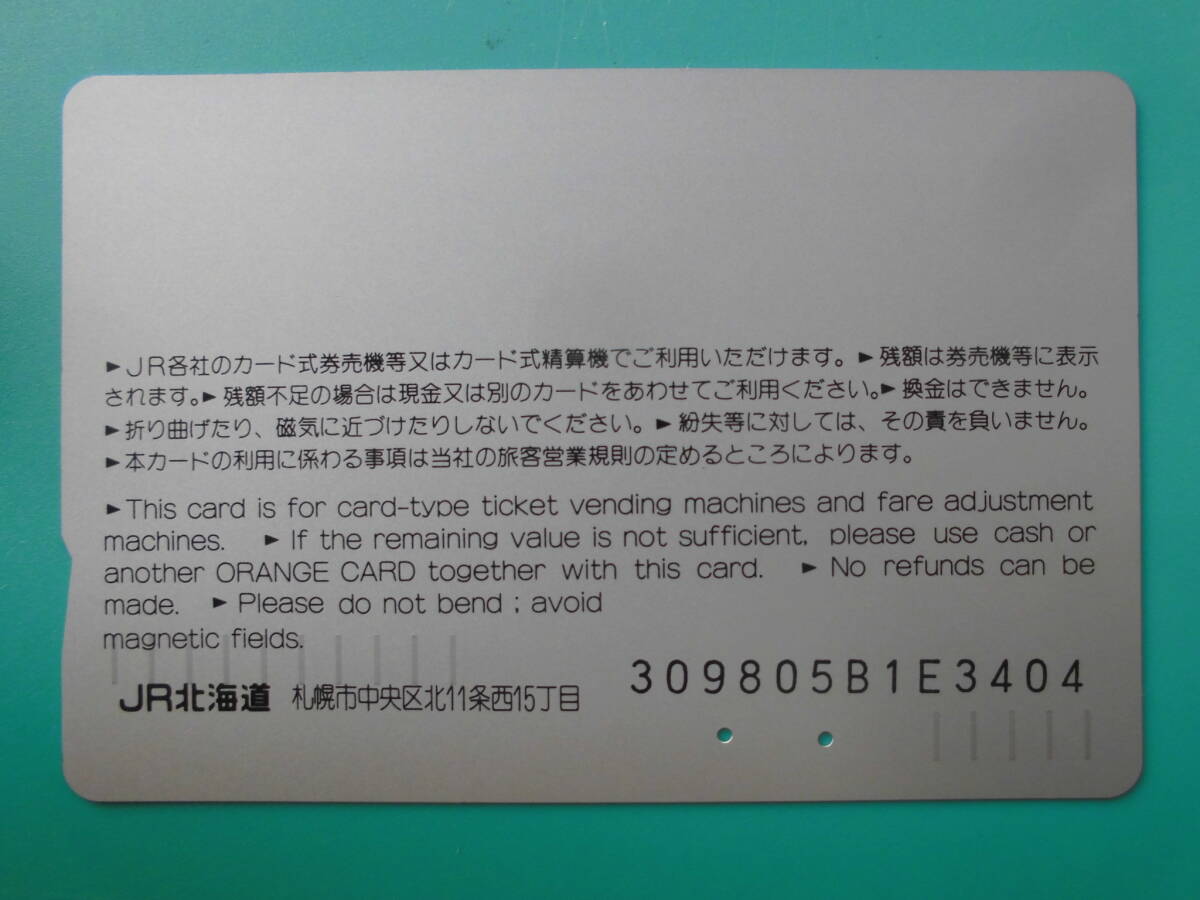 ►JR各社のカード式券売機等又はカード式精算機でご利用いただけます。►残額は券売機等に表示
されます。►残額不足の場合は現金又は別のカードをあわせてご利用ください。►換金はできません。
►折り曲げたり、磁気に近づけたりしないでください。►紛失等に対しては、その責を負いません。
►本カードの利用に係わる事項は当社の旅客営業規則の定めるところによります。
►This card is for card-type ticket vending machines and fare adjustment
machines. ►If the remaining value is not sufficient, please use cash or
another ORANGE CARD together with this card. ►No refunds can be
made. ►Please do not bend ; avoid
magnetic fields.
309805B1E3404
JR北海道 札幌市中央区北11条西15丁目